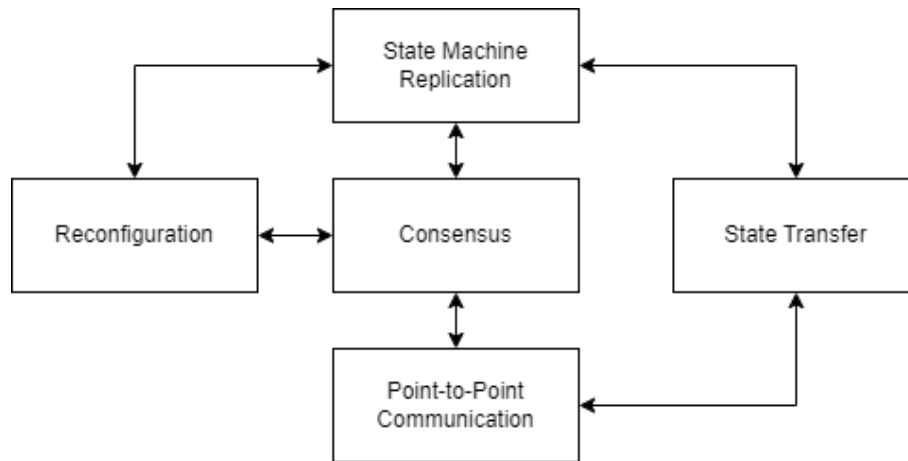 State Machine
Replication
Reconfiguration
Consensus
State Transfer
Point-to-Point
Communication